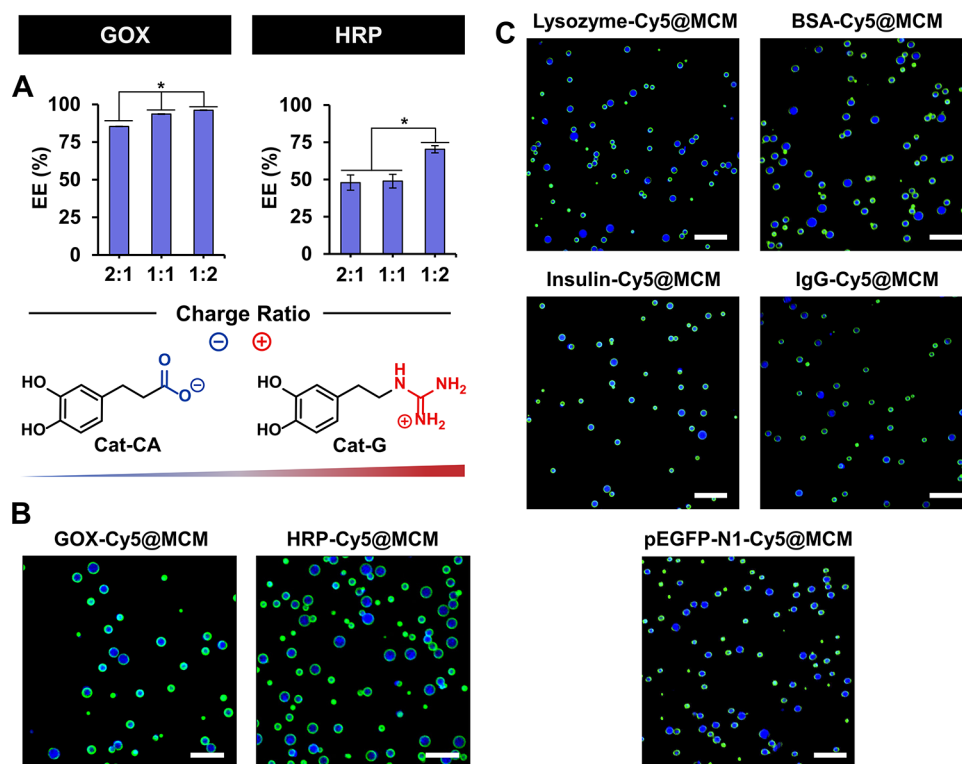 GOX
HRP
A
EE (%)
100
75
50
25
0
2:1
1:1
1:2
*
EE (%)
100
75
50
25
0
2:1
1:1
1:2
*
Charge Ratio
⊖ ⊕
HO
HO
O
O⊖
Cat-CA
HO
HO
H
N
NH2
NH2
⊕
Cat-G
B
GOX-Cy5@MCM
HRP-Cy5@MCM
C
Lysozyme-Cy5@MCM
BSA-Cy5@MCM
Insulin-Cy5@MCM
IgG-Cy5@MCM
pEGFP-N1-Cy5@MCM